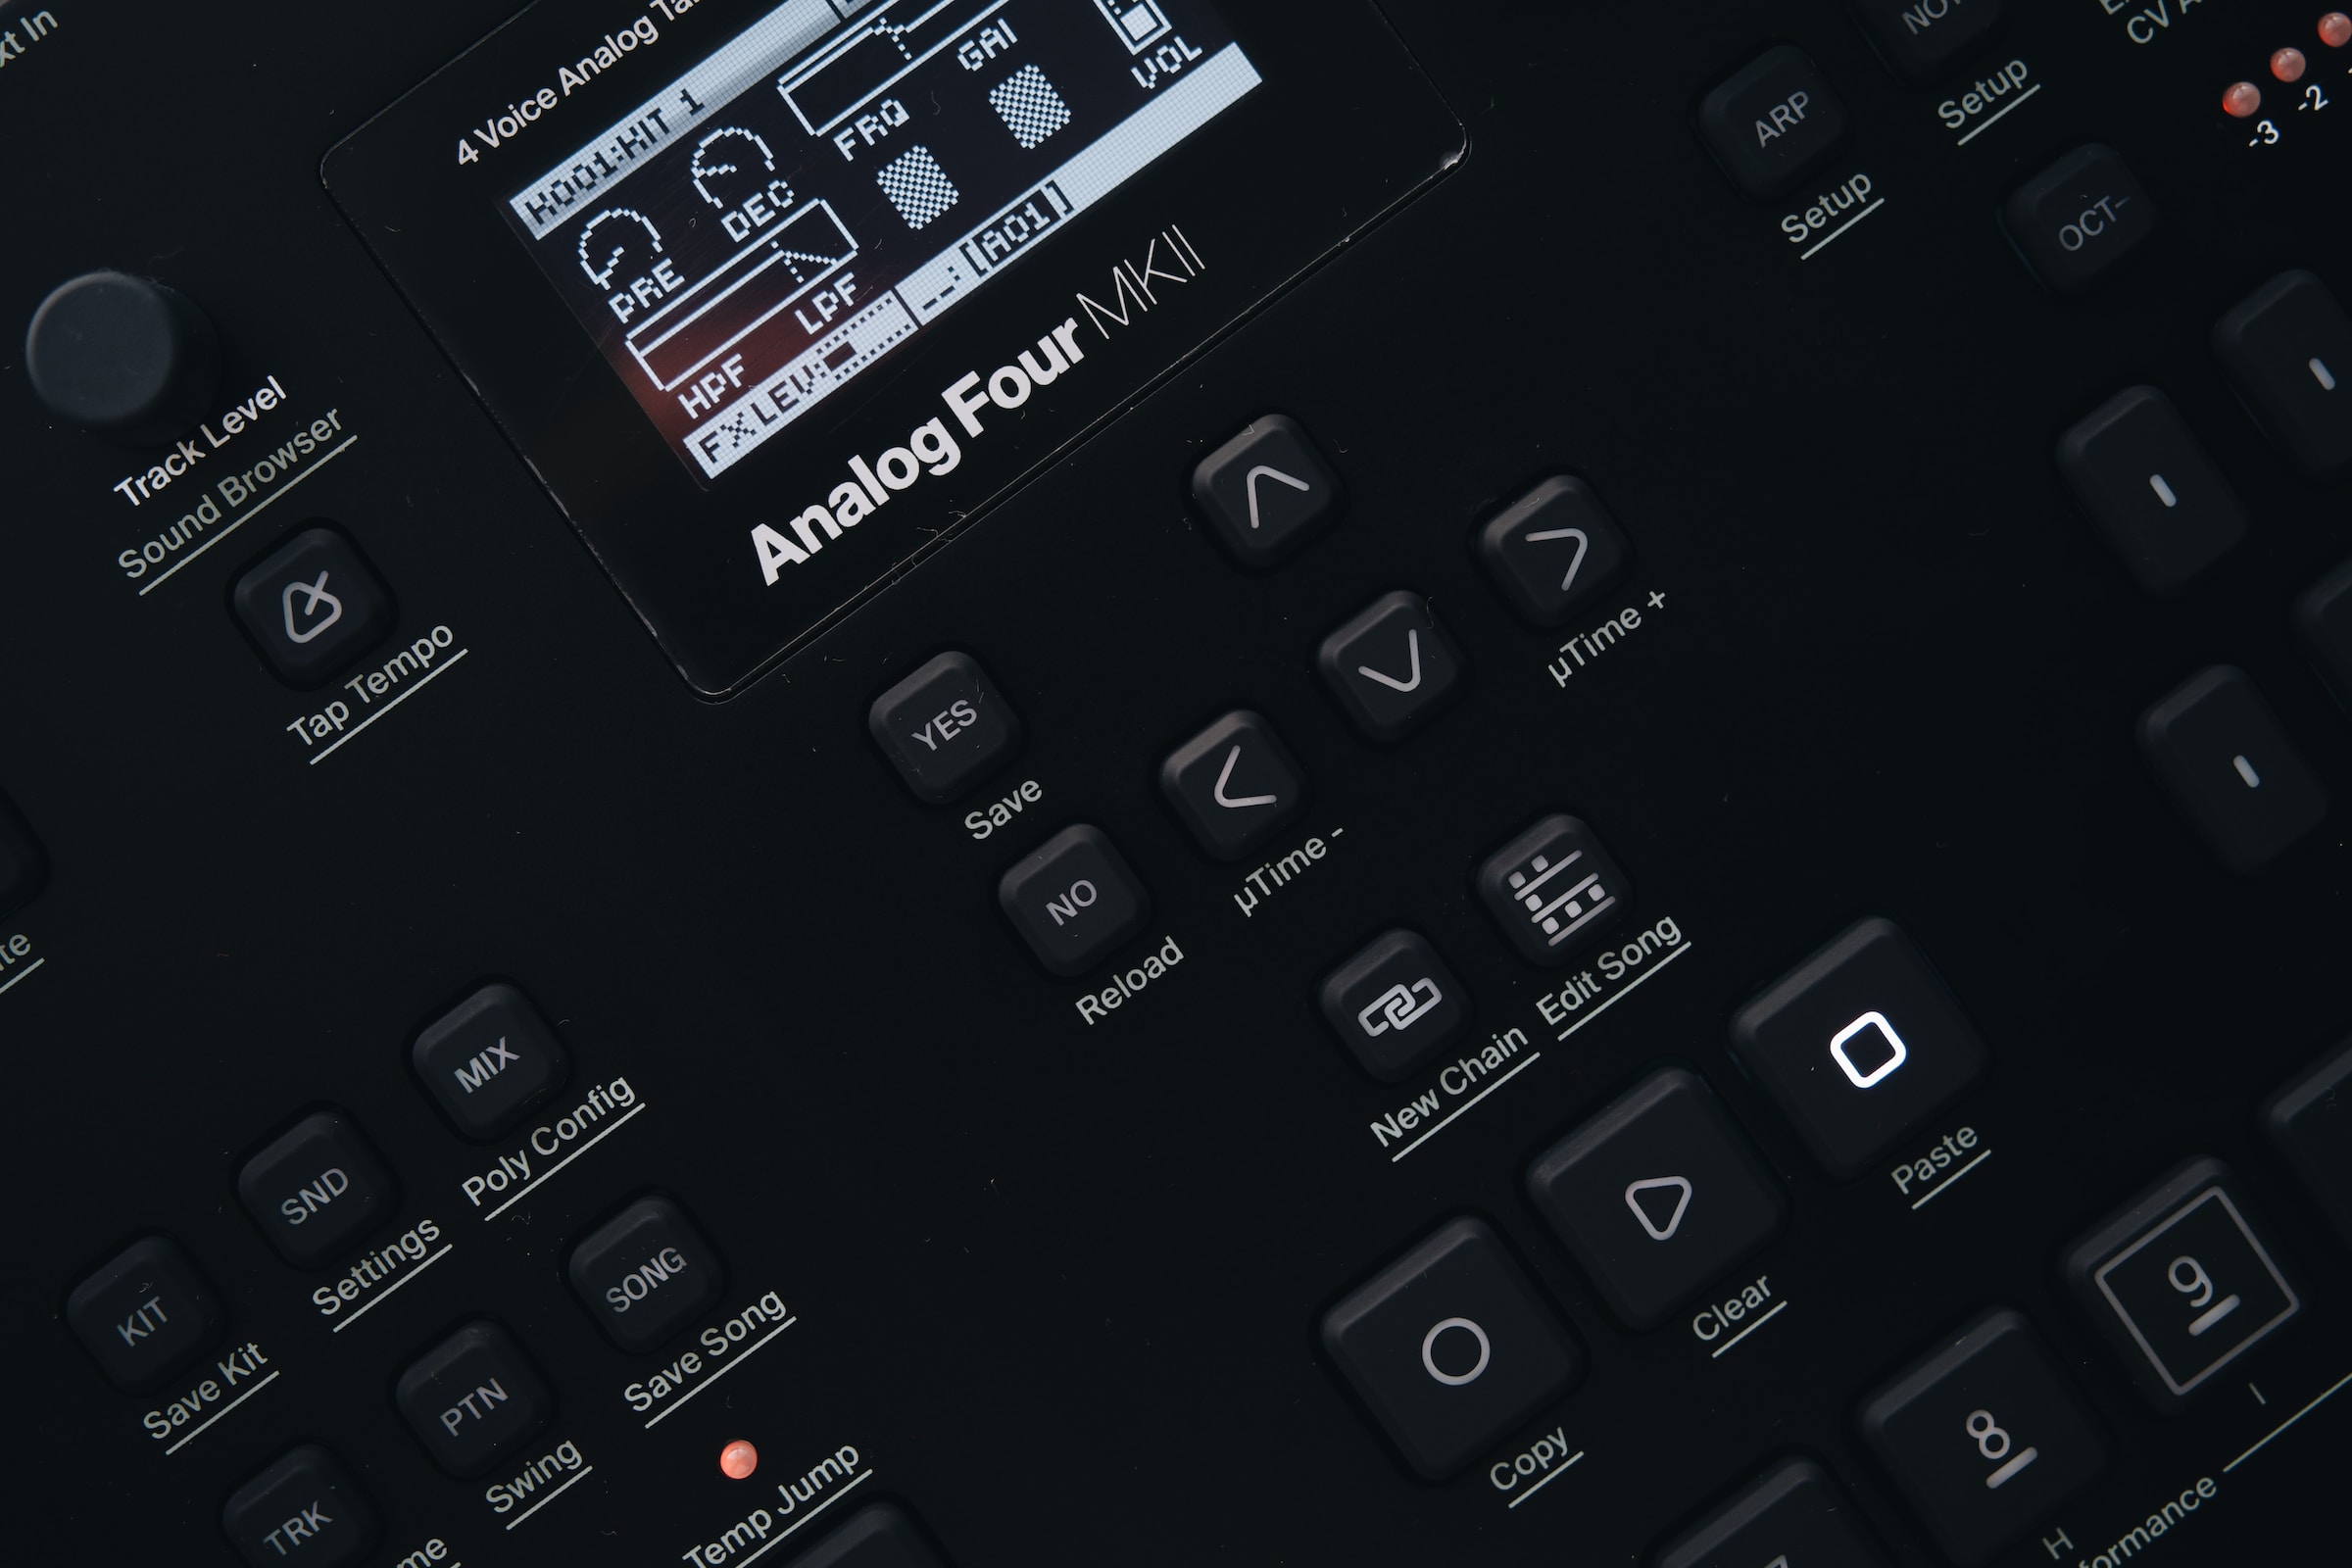 4 Voice Analog
K001:HIT 1
PRE
DEC
FRQ
GAI
VOL
HPF
LPF
FX LEV:
[A01]
Analog Four MKII
Track Level
Sound Browser
Tap Tempo
YES
Save
NO
Reload
µTime -
µTime +
ARP
Setup
Setup
OCT-
-3
-2
New Chain
Edit Song
MIX
Poly Config
SND
Settings
KIT
Save Kit
SONG
Save Song
PTN
Swing
TRK
Temp Jump
Copy
Clear
Paste
8
9
H
I